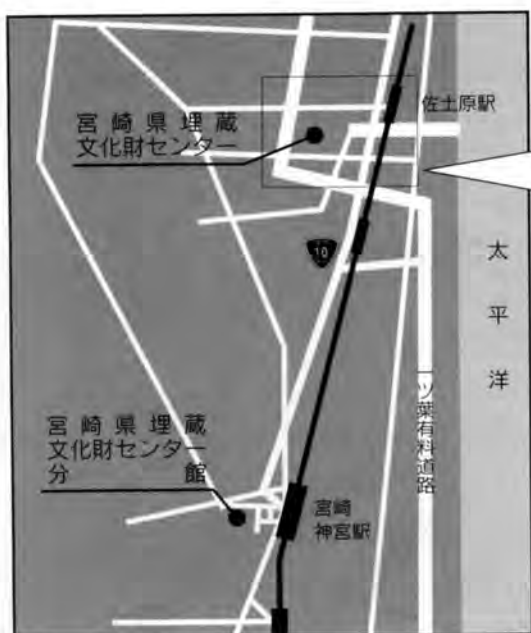 佐土原駅
宮崎県埋蔵
文化財センター
10
太平洋
一ツ葉有料道路
宮崎県埋蔵
文化財センター
分館
宮崎
神宮駅